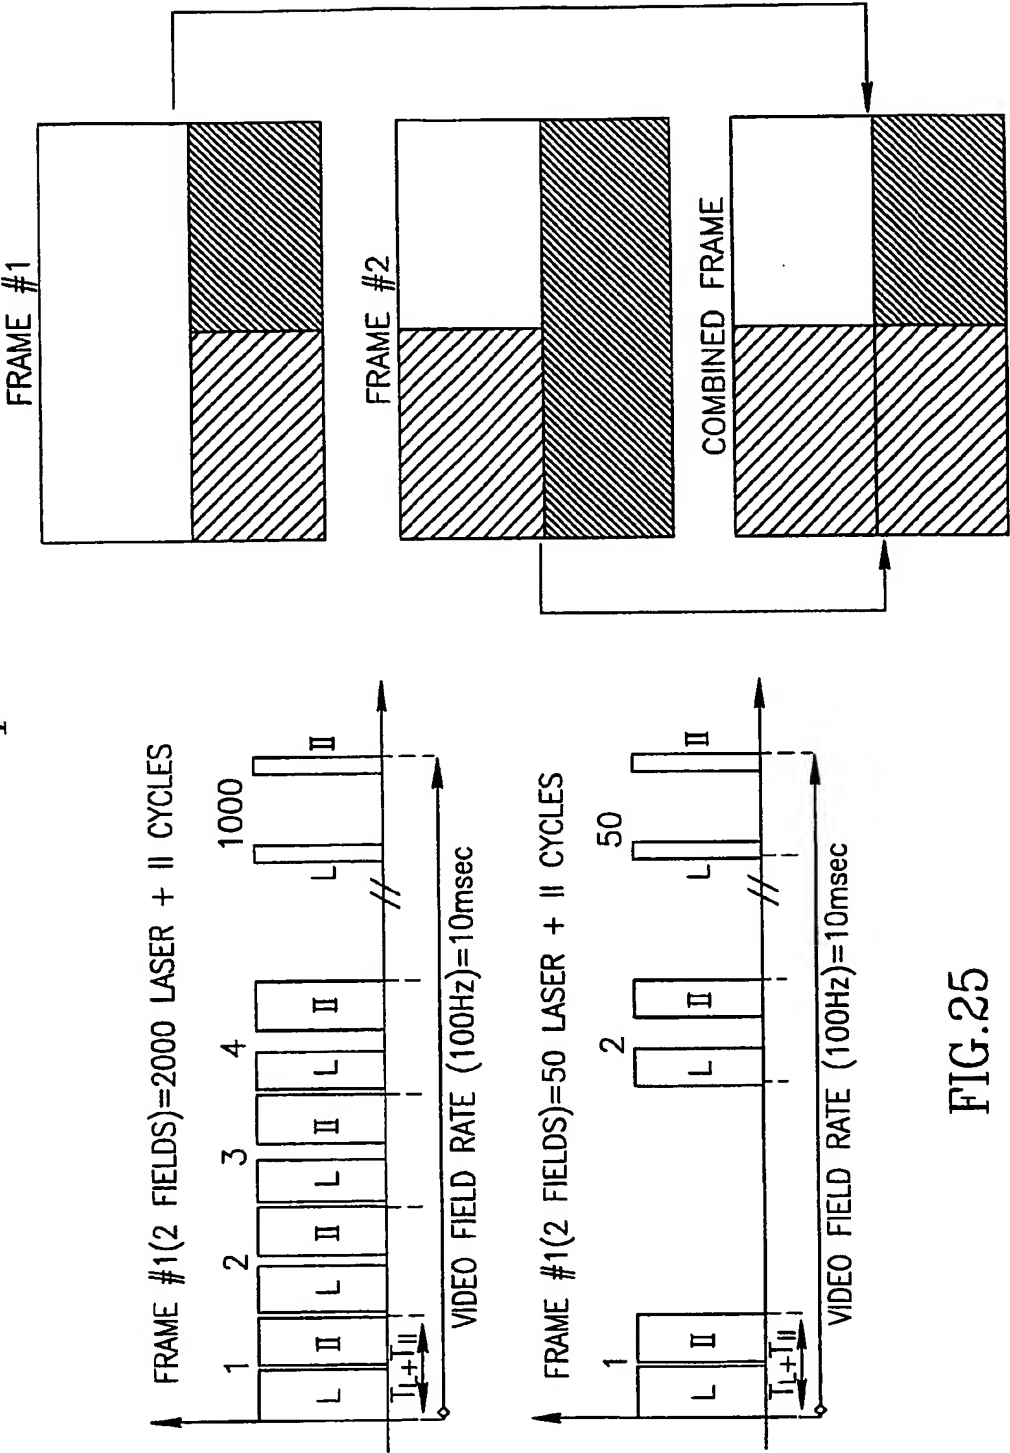 FRAME #1(2 FIELDS)=2000 LASER + II CYCLES
1
2
3
4
1000
L
II
L
II
L
II
L
II
L
II
TL+TII
VIDEO FIELD RATE (100Hz)=10msec
FRAME #1(2 FIELDS)=50 LASER + II CYCLES
1
2
50
L
II
L
II
L
II
TL+TII
VIDEO FIELD RATE (100Hz)=10msec
FRAME #1
FRAME #2
COMBINED FRAME
FIG.25